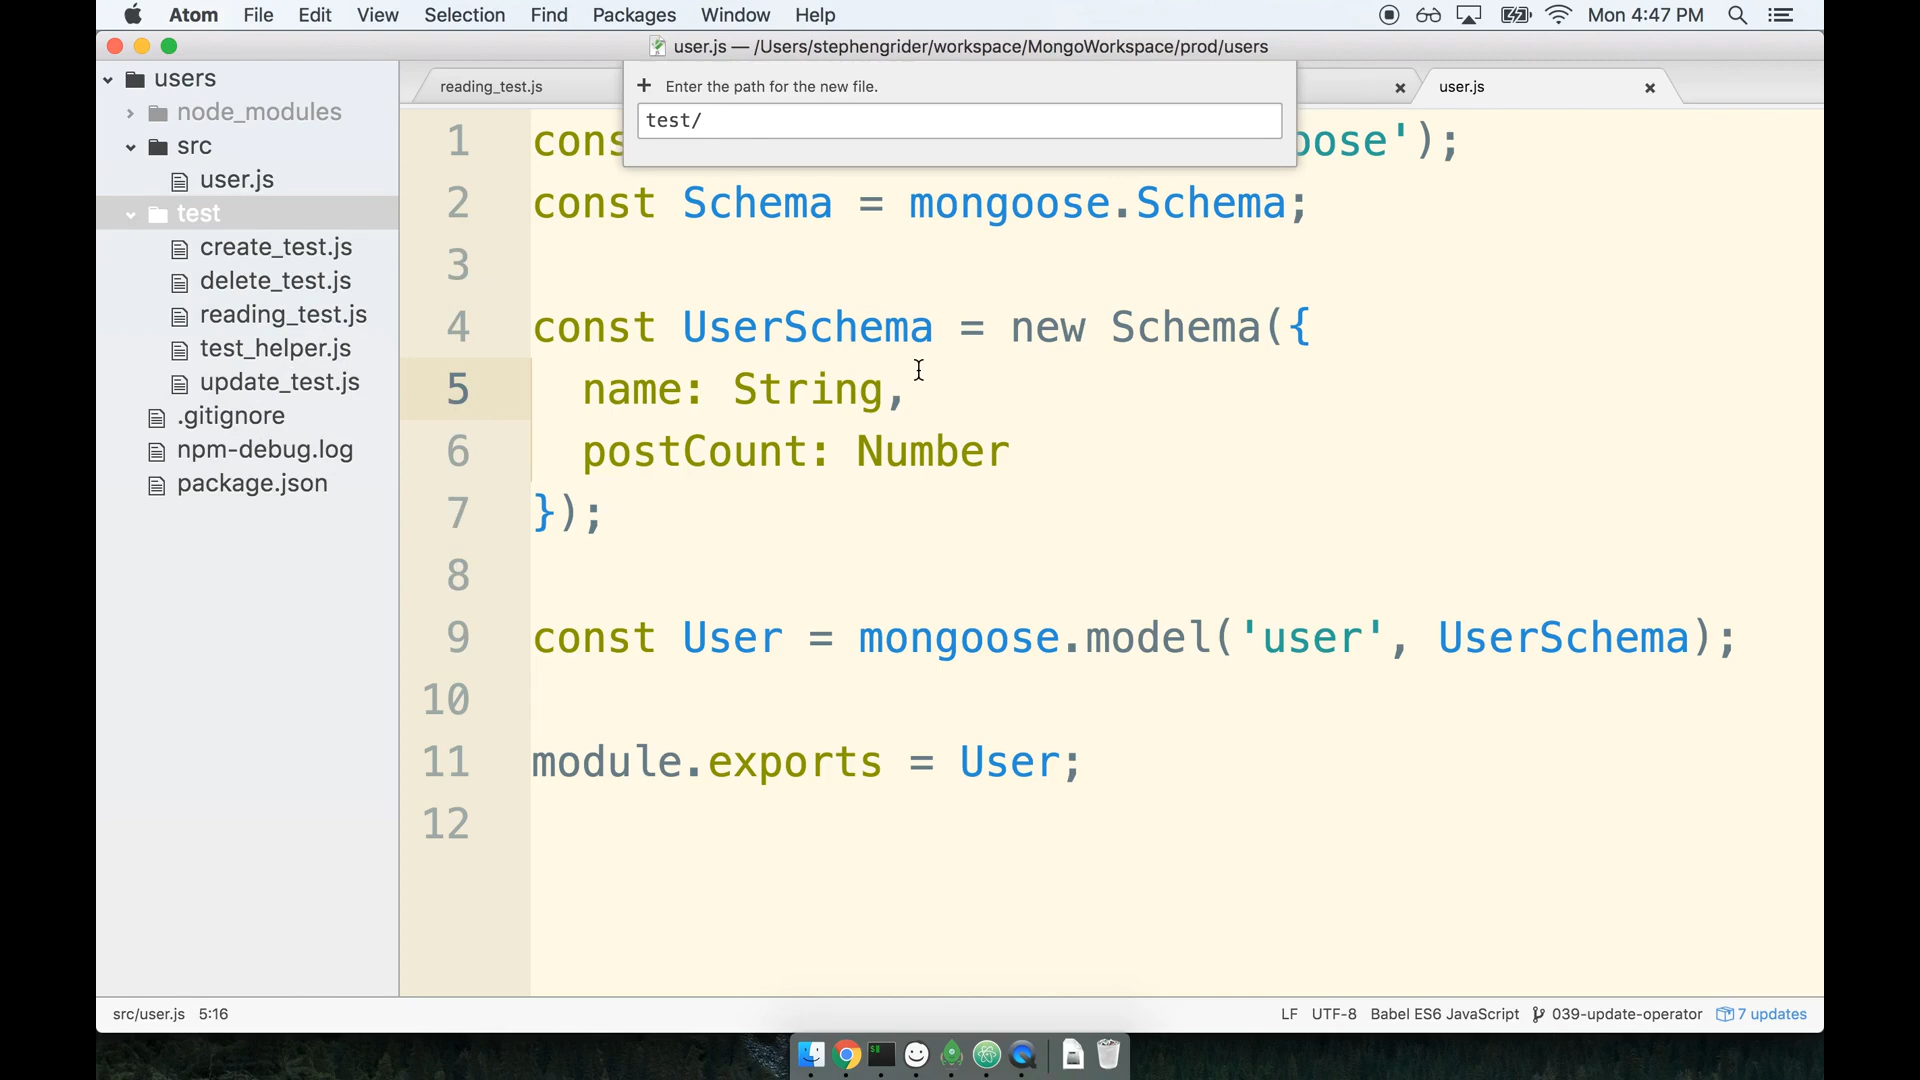 Atom File Edit View Selection Find Packages Window Help Mon 4:47 PM
user.js — /Users/stephengrider/workspace/MongoWorkspace/prod/users
users
node_modules
src
user.js
test
create_test.js
delete_test.js
reading_test.js
test_helper.js
update_test.js
.gitignore
npm-debug.log
package.json
reading_test.js
user.js
Enter the path for the new file.
test/
1 cons oose');
2 const Schema = mongoose.Schema;
3
4 const UserSchema = new Schema({
5 name: String,
6 postCount: Number
7 });
8
9 const User = mongoose.model('user', UserSchema);
10
11 module.exports = User;
12
src/user.js 5:16 LF UTF-8 Babel ES6 JavaScript 039-update-operator 7 updates